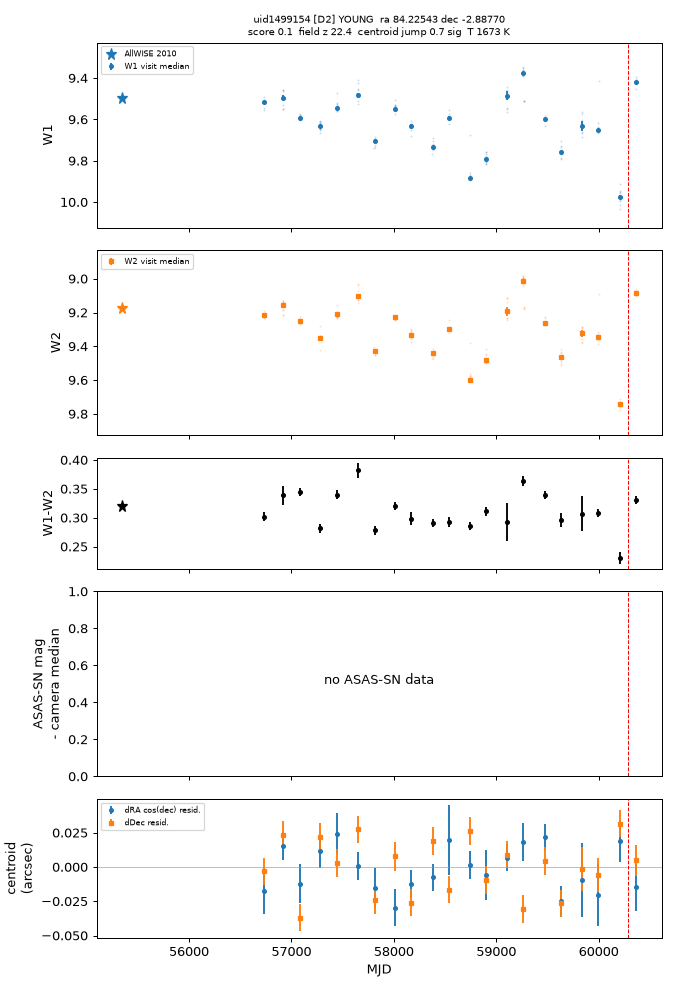 uid1499154 [D2] YOUNG ra 84.22543 dec -2.88770
score 0.1 field z 22.4 centroid jump 0.7 sig T 1673 K
AllWISE 2010
W1 visit median
W1
9.4
9.6
9.8
10.0
W2 visit median
W2
9.0
9.2
9.4
9.6
9.8
W1-W2
0.40
0.35
0.30
0.25
ASAS-SN mag
- camera median
1.0
0.8
0.6
0.4
0.2
0.0
no ASAS-SN data
dRA cos(dec) resid.
dDec resid.
centroid
(arcsec)
0.025
0.000
−0.025
−0.050
56000
57000
58000
59000
60000
MJD